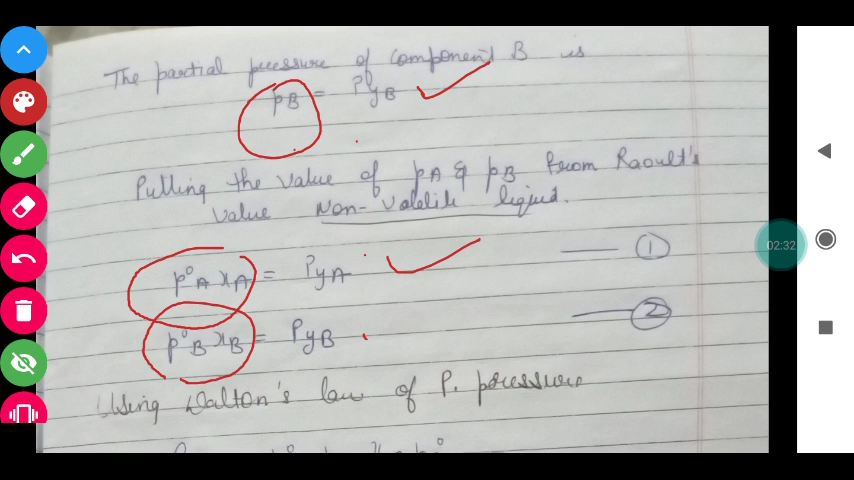 The partial pressure of component B is
pB = PyB
Putting the value of pA & pB from Raoult's
value Non-Volatile liquid.
p°A xA = PyA —— ①
p°B xB = PyB —— ②
Using Dalton's law of P. pressure
02:32